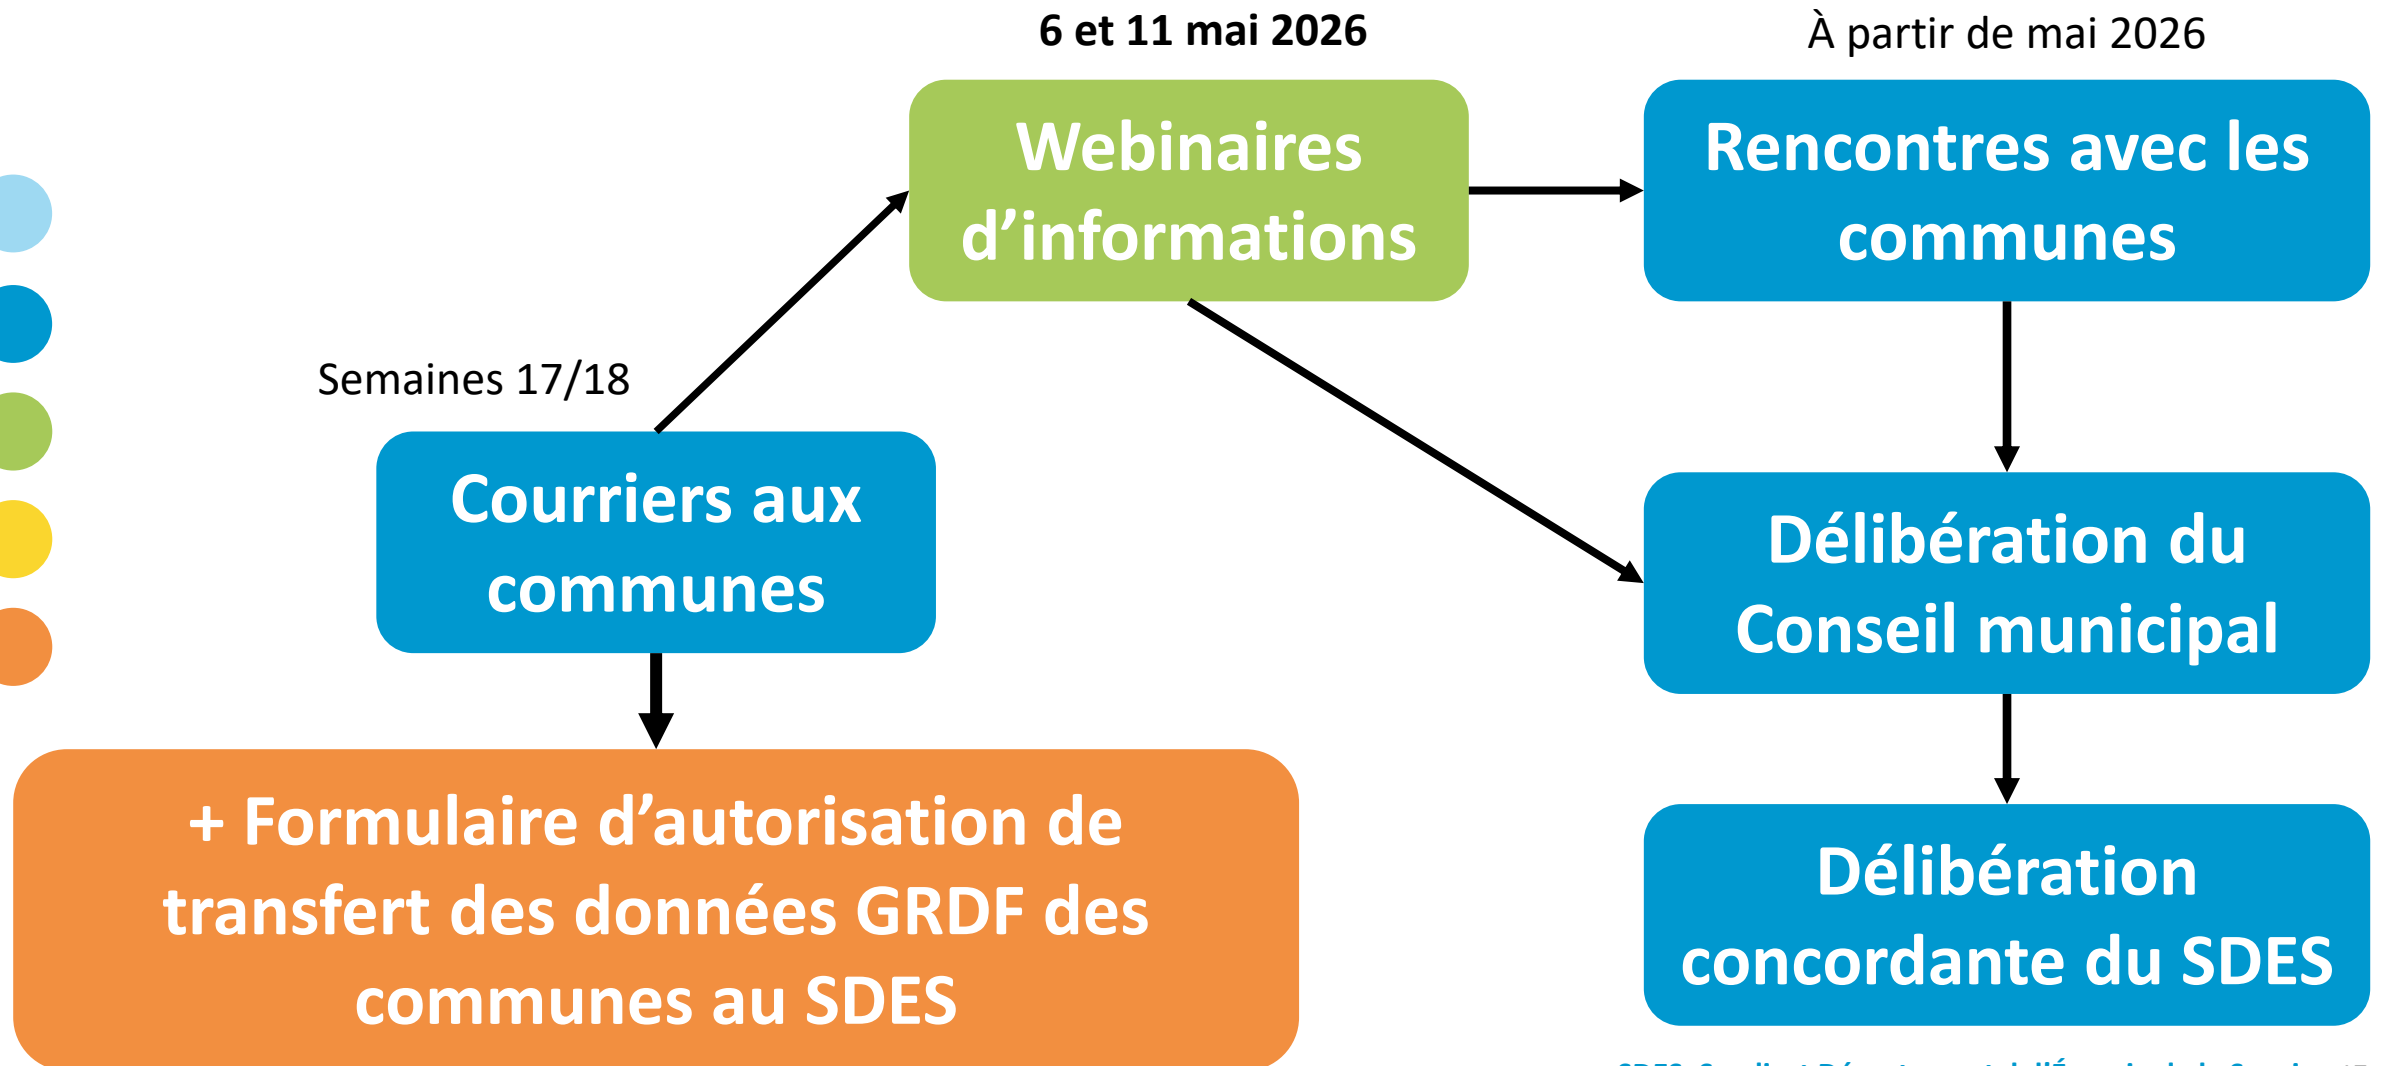 6 et 11 mai 2026
À partir de mai 2026
Webinaires
d’informations
Rencontres avec les
communes
Semaines 17/18
Courriers aux
communes
Délibération du
Conseil municipal
+ Formulaire d’autorisation de
transfert des données GRDF des
communes au SDES
Délibération
concordante du SDES